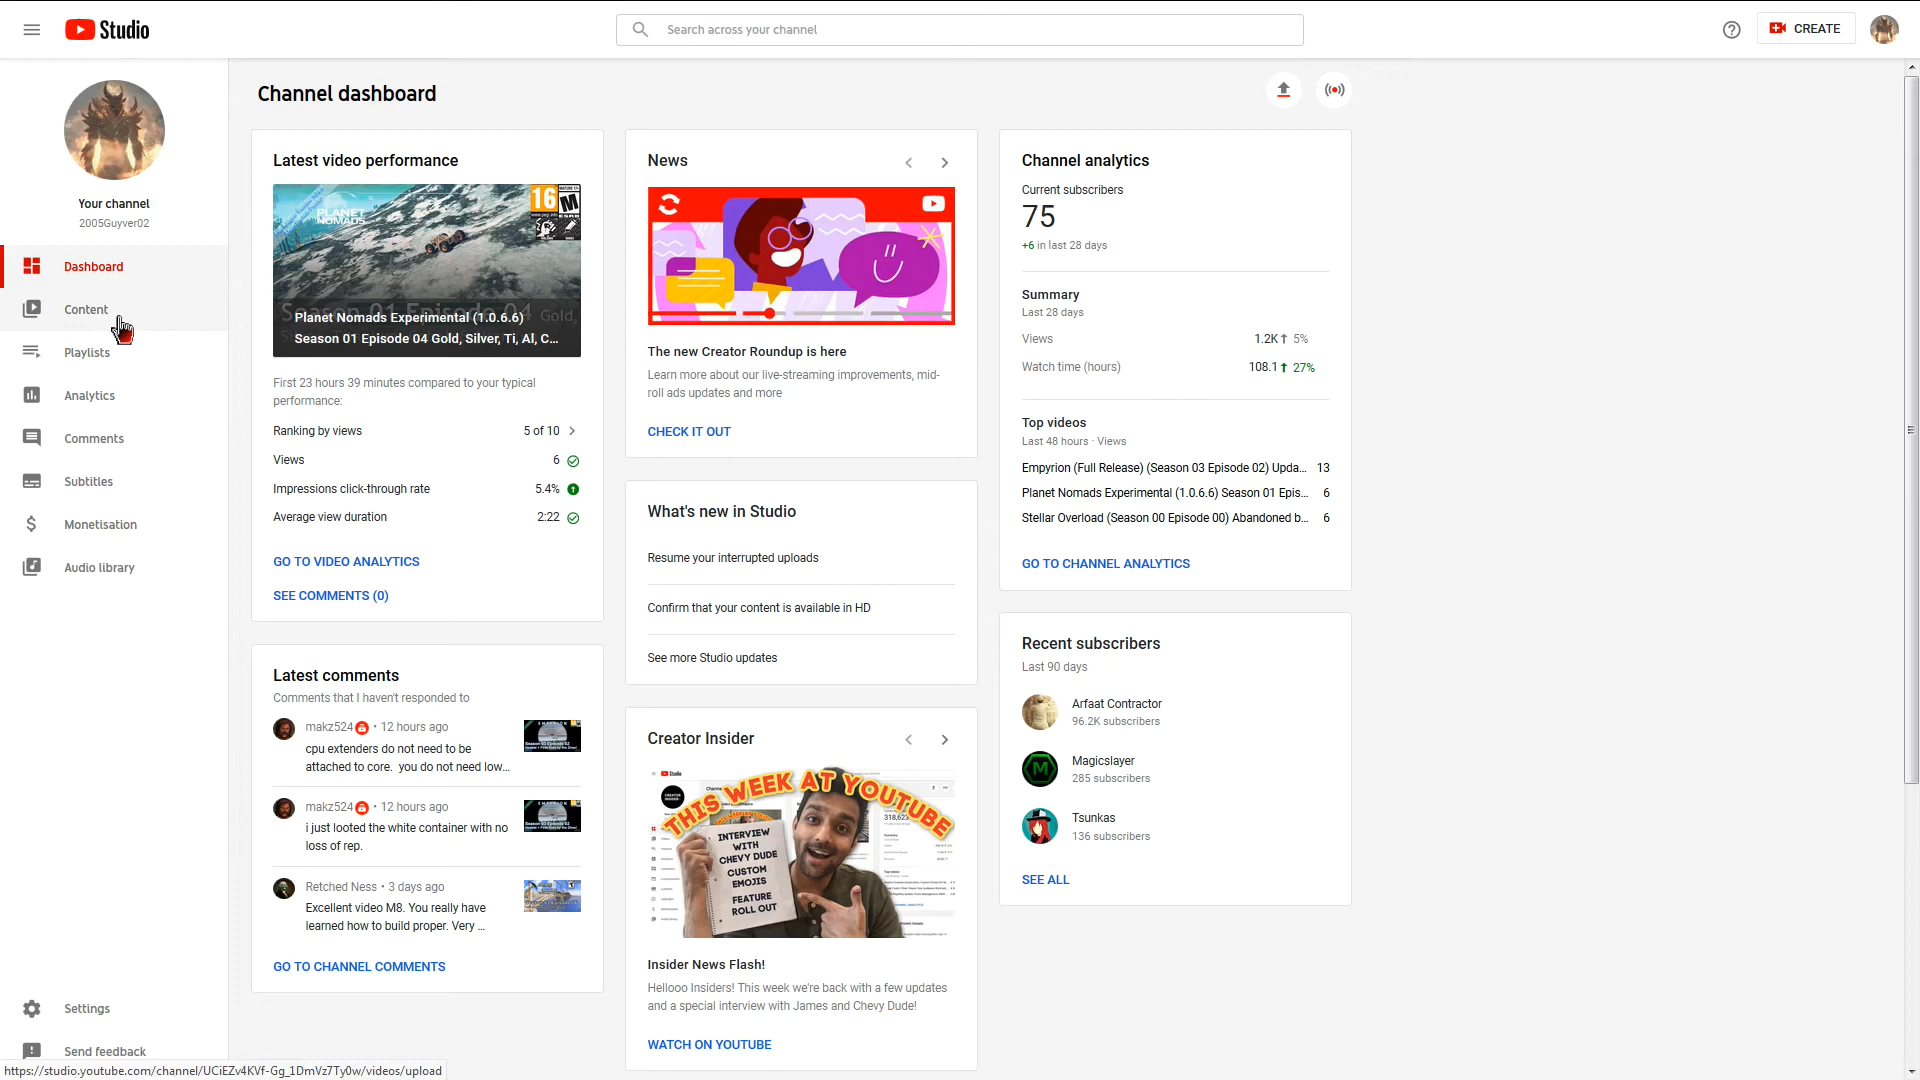 Studio
Search across your channel
CREATE
Your channel
2005Guyver02
Dashboard
Content
Playlists
Analytics
Comments
Subtitles
Monetisation
Audio library
Settings
Send feedback
https://studio.youtube.com/channel/UCiEZv4KVf-Gg_1DmVz7Ty0w/videos/upload
Channel dashboard
Latest video performance
PLANET NOMADS
16
M
Season 01 Episode 04 Gold,
Planet Nomads Experimental (1.0.6.6)
Season 01 Episode 04 Gold, Silver, Ti, Al, C...
First 23 hours 39 minutes compared to your typical
performance:
Ranking by views 5 of 10
Views 6
Impressions click-through rate 5.4%
Average view duration 2:22
GO TO VIDEO ANALYTICS
SEE COMMENTS (0)
Latest comments
Comments that I haven't responded to
makz524 • 12 hours ago
cpu extenders do not need to be
attached to core. you do not need low...
makz524 • 12 hours ago
i just looted the white container with no
loss of rep.
Retched Ness • 3 days ago
Excellent video M8. You really have
learned how to build proper. Very ...
GO TO CHANNEL COMMENTS
News
The new Creator Roundup is here
Learn more about our live-streaming improvements, mid-
roll ads updates and more
CHECK IT OUT
What's new in Studio
Resume your interrupted uploads
Confirm that your content is available in HD
See more Studio updates
Creator Insider
THIS WEEK AT YOUTUBE
INTERVIEW
WITH
CHEVY DUDE
CUSTOM
EMOJIS
FEATURE
ROLL OUT
Insider News Flash!
Hellooo Insiders! This week we're back with a few updates
and a special interview with James and Chevy Dude!
WATCH ON YOUTUBE
Channel analytics
Current subscribers
75
+6 in last 28 days
Summary
Last 28 days
Views 1.2K 5%
Watch time (hours) 108.1 27%
Top videos
Last 48 hours · Views
Empyrion (Full Release) (Season 03 Episode 02) Upda... 13
Planet Nomads Experimental (1.0.6.6) Season 01 Epis... 6
Stellar Overload (Season 00 Episode 00) Abandoned b... 6
GO TO CHANNEL ANALYTICS
Recent subscribers
Last 90 days
Arfaat Contractor
96.2K subscribers
Magicslayer
285 subscribers
Tsunkas
136 subscribers
SEE ALL